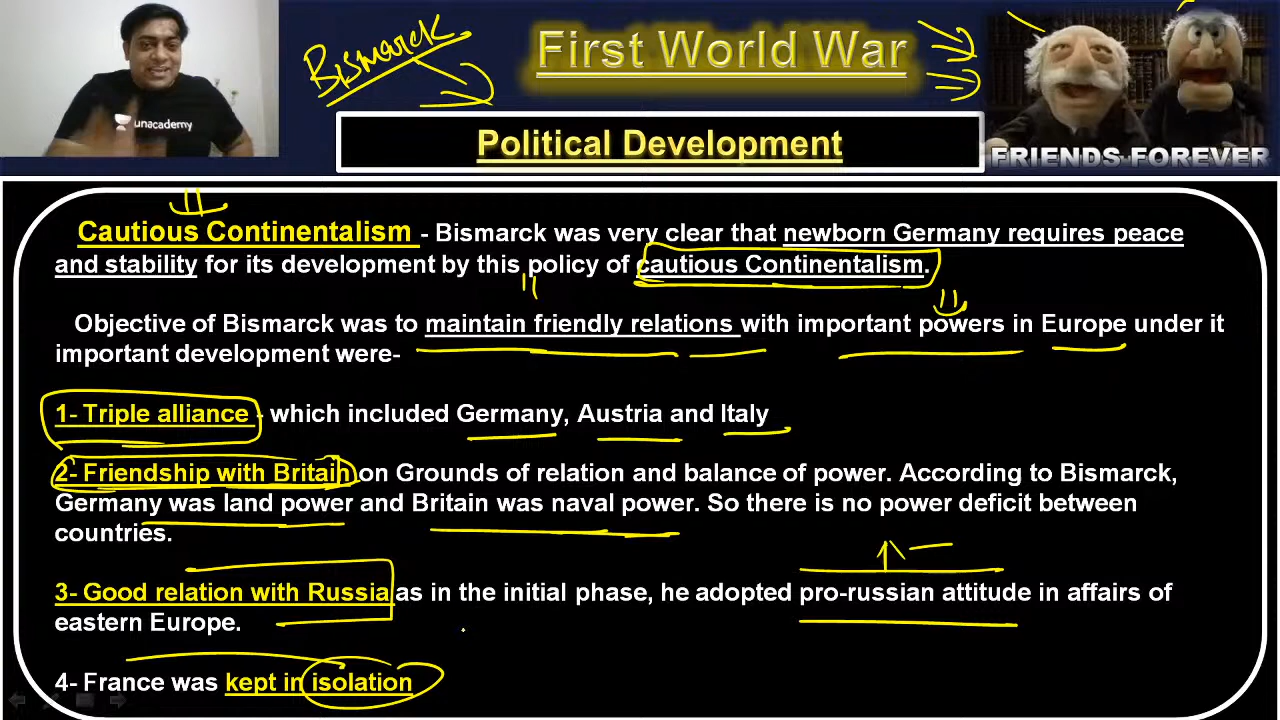 Bismarck
First World War
unacademy
Political Development
FRIENDS FOREVER
Cautious Continentalism - Bismarck was very clear that newborn Germany requires peace
and stability for its development by this policy of cautious Continentalism.
Objective of Bismarck was to maintain friendly relations with important powers in Europe under it
important development were-
1- Triple alliance - which included Germany, Austria and Italy
2- Friendship with Britain on Grounds of relation and balance of power. According to Bismarck,
Germany was land power and Britain was naval power. So there is no power deficit between
countries.
3- Good relation with Russia as in the initial phase, he adopted pro-russian attitude in affairs of
eastern Europe.
4- France was kept in isolation